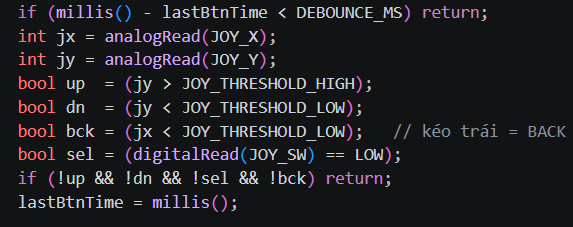 if (millis() - lastBtnTime < DEBOUNCE_MS) return;
int jx = analogRead(JOY_X);
int jy = analogRead(JOY_Y);
bool up  = (jy > JOY_THRESHOLD_HIGH);
bool dn  = (jy < JOY_THRESHOLD_LOW);
bool bck = (jx < JOY_THRESHOLD_LOW);   // kéo trái = BACK
bool sel = (digitalRead(JOY_SW) == LOW);
if (!up && !dn && !sel && !bck) return;
lastBtnTime = millis();